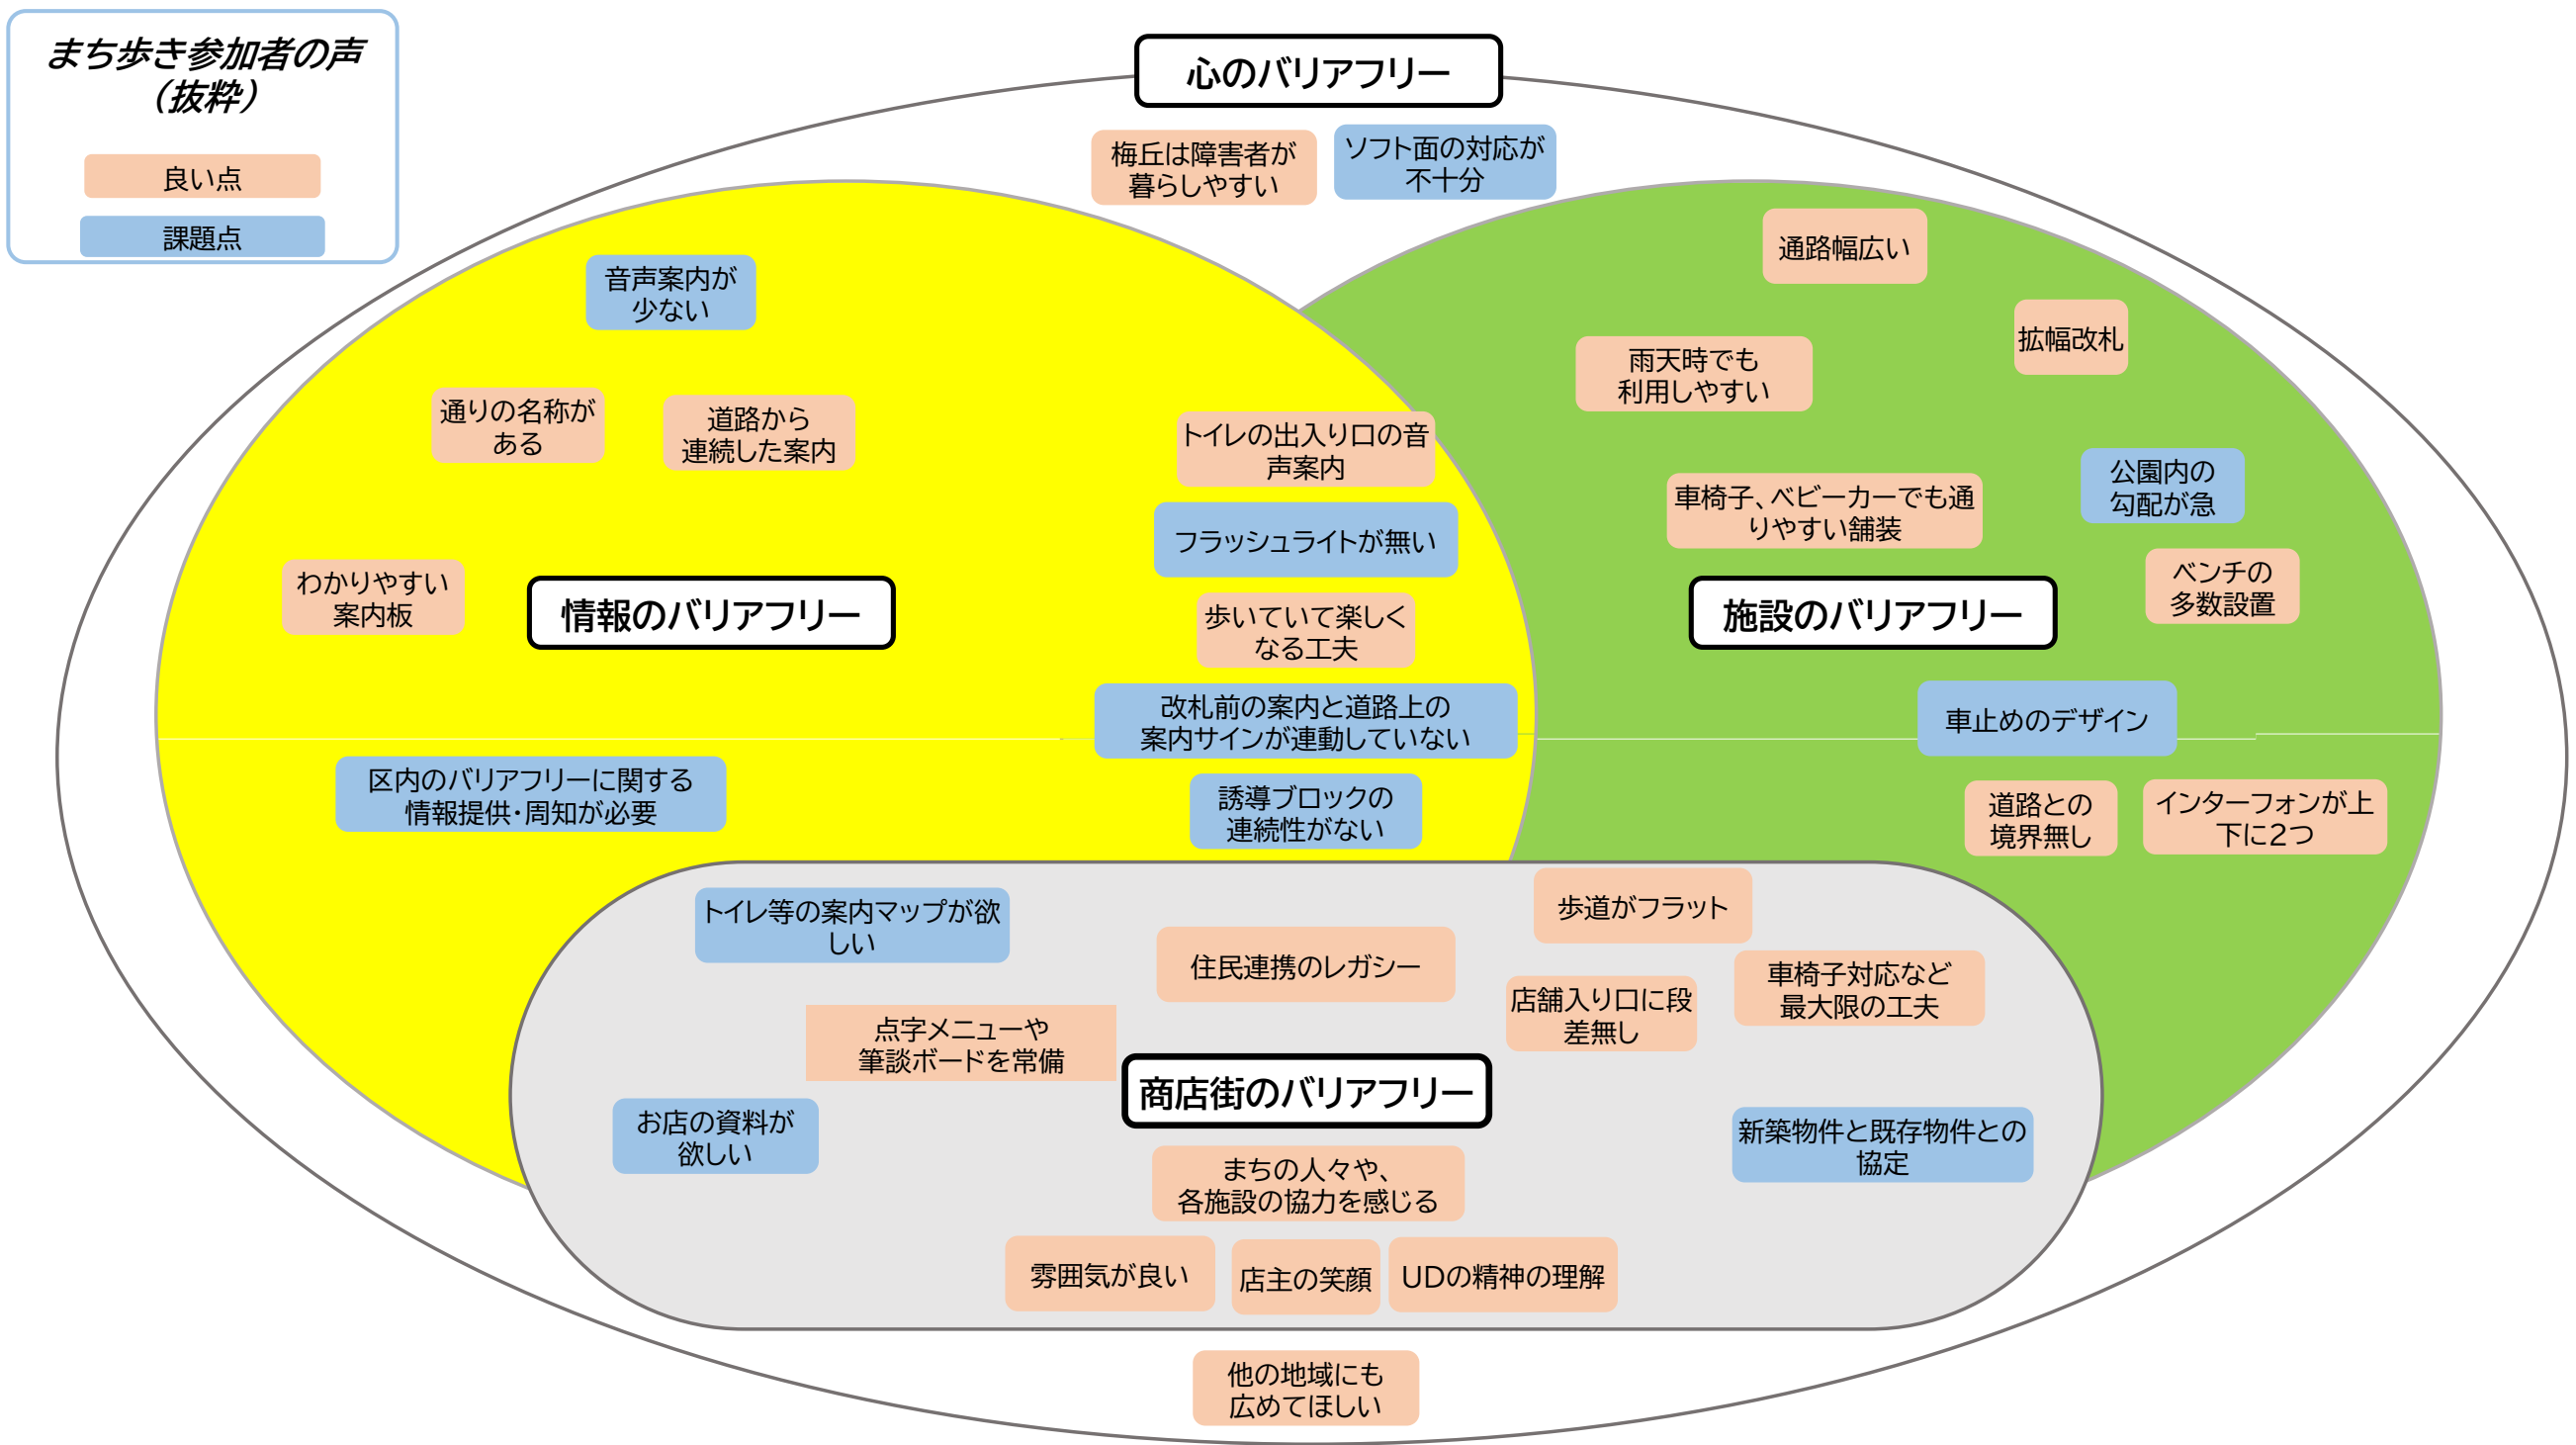 まち歩き参加者の声
（抜粋）
良い点
課題点
心のバリアフリー
梅丘は障害者が
暮らしやすい
ソフト面の対応が
不十分
音声案内が
少ない
通りの名称が
ある
道路から
連続した案内
わかりやすい
案内板
情報のバリアフリー
区内のバリアフリーに関する
情報提供・周知が必要
トイレの出入り口の音
声案内
フラッシュライトが無い
歩いていて楽しく
なる工夫
改札前の案内と道路上の
案内サインが連動していない
誘導ブロックの
連続性がない
通路幅広い
拡幅改札
雨天時でも
利用しやすい
車椅子、ベビーカーでも通
りやすい舗装
公園内の
勾配が急
ベンチの
多数設置
施設のバリアフリー
車止めのデザイン
道路との
境界無し
インターフォンが上
下に2つ
トイレ等の案内マップが欲
しい
住民連携のレガシー
歩道がフラット
店舗入り口に段
差無し
車椅子対応など
最大限の工夫
点字メニューや
筆談ボードを常備
商店街のバリアフリー
お店の資料が
欲しい
新築物件と既存物件との
協定
まちの人々や、
各施設の協力を感じる
雰囲気が良い
店主の笑顔
UDの精神の理解
他の地域にも
広めてほしい